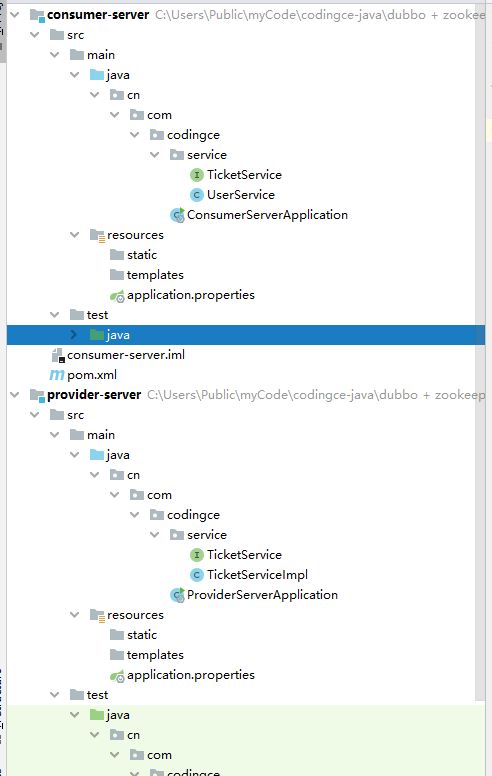 consumer-server C:\Users\Public\myCode\codingce-java\dubbo + zookee
src
main
java
cn
com
codingce
service
TicketService
UserService
ConsumerServerApplication
resources
static
templates
application.properties
test
java
consumer-server.iml
pom.xml
provider-server C:\Users\Public\myCode\codingce-java\dubbo + zookeep
src
main
java
cn
com
codingce
service
TicketService
TicketServiceImpl
ProviderServerApplication
resources
static
templates
application.properties
test
java
cn
com
codingce